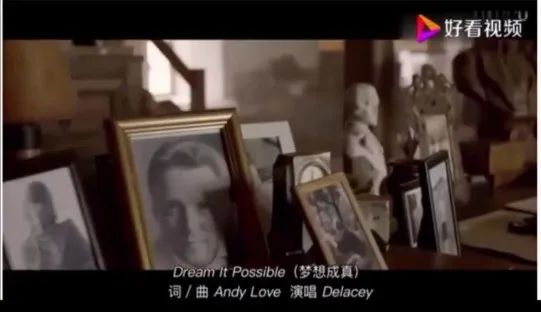 好看视频
Dream It Possible（梦想成真）
词 / 曲 Andy Love 演唱 Delacey